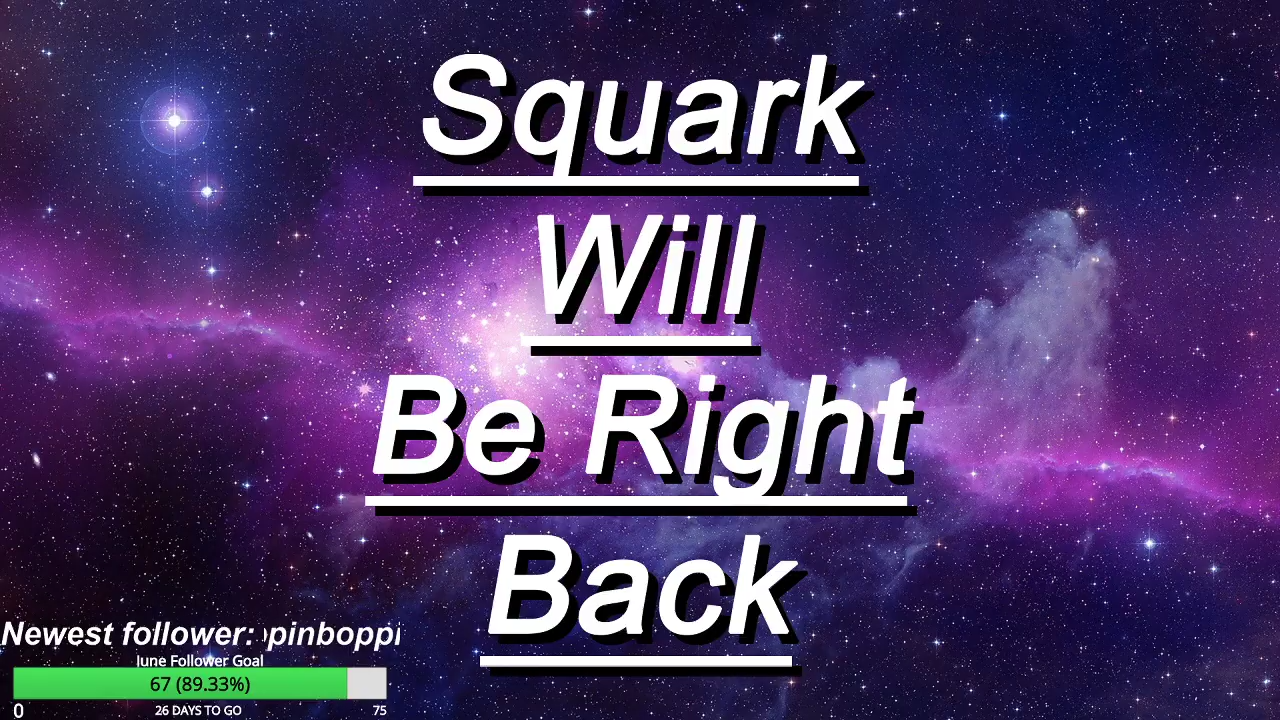 Squark
Will
Be Right
Back
Newest follower:
June Follower Goal
67 (89.33%)
0 26 DAYS TO GO 75